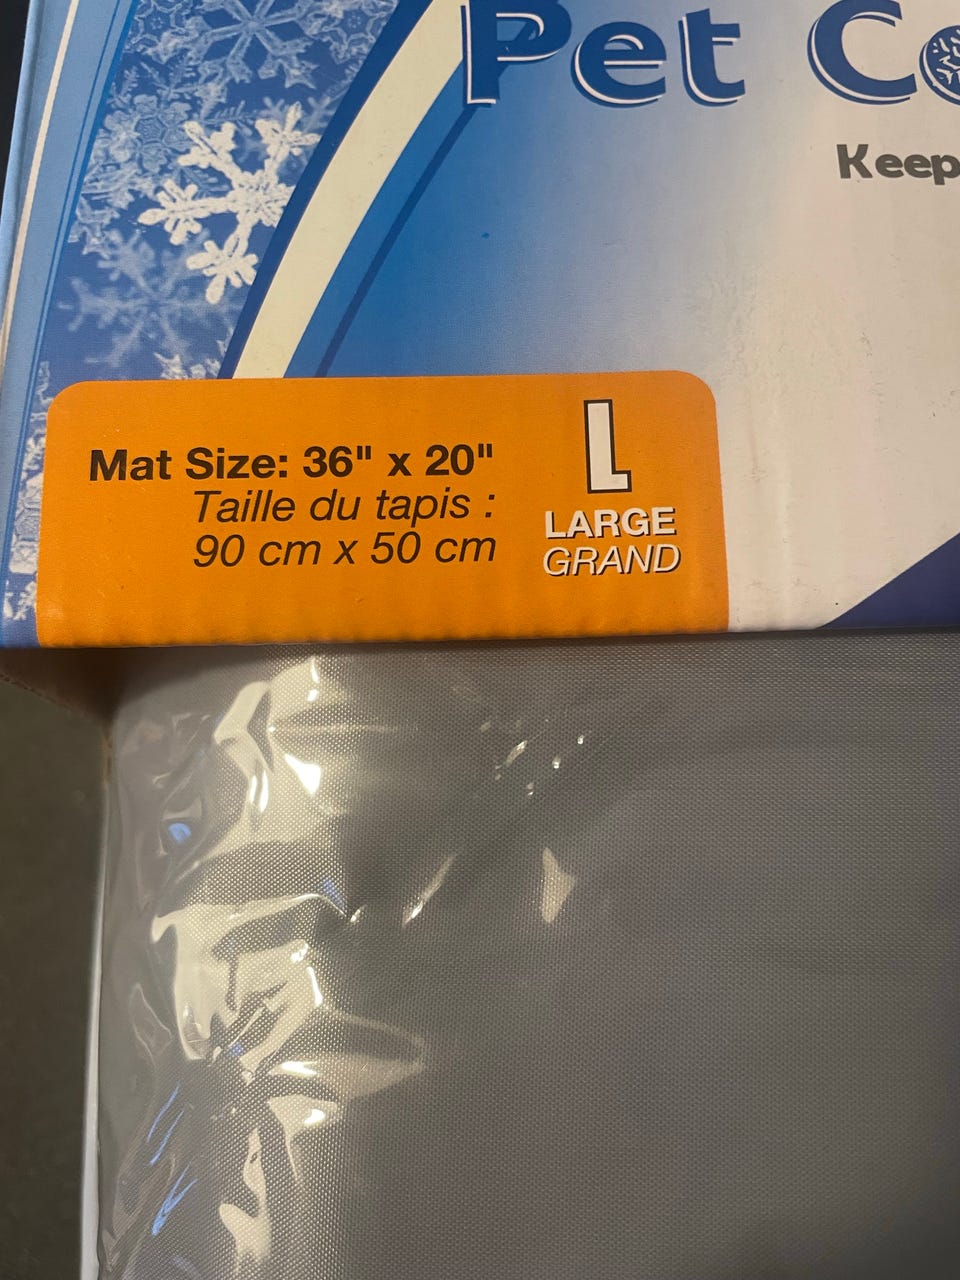 Pet
Keep
Mat Size: 36" x 20"
Taille du tapis :
90 cm x 50 cm
L
LARGE
GRAND